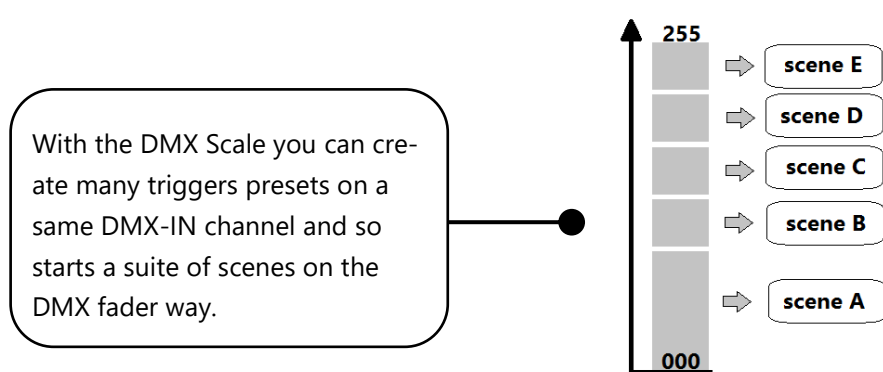 With the DMX Scale you can cre-
ate many triggers presets on a
same DMX-IN channel and so
starts a suite of scenes on the
DMX fader way.
255
scene E
scene D
scene C
scene B
scene A
000